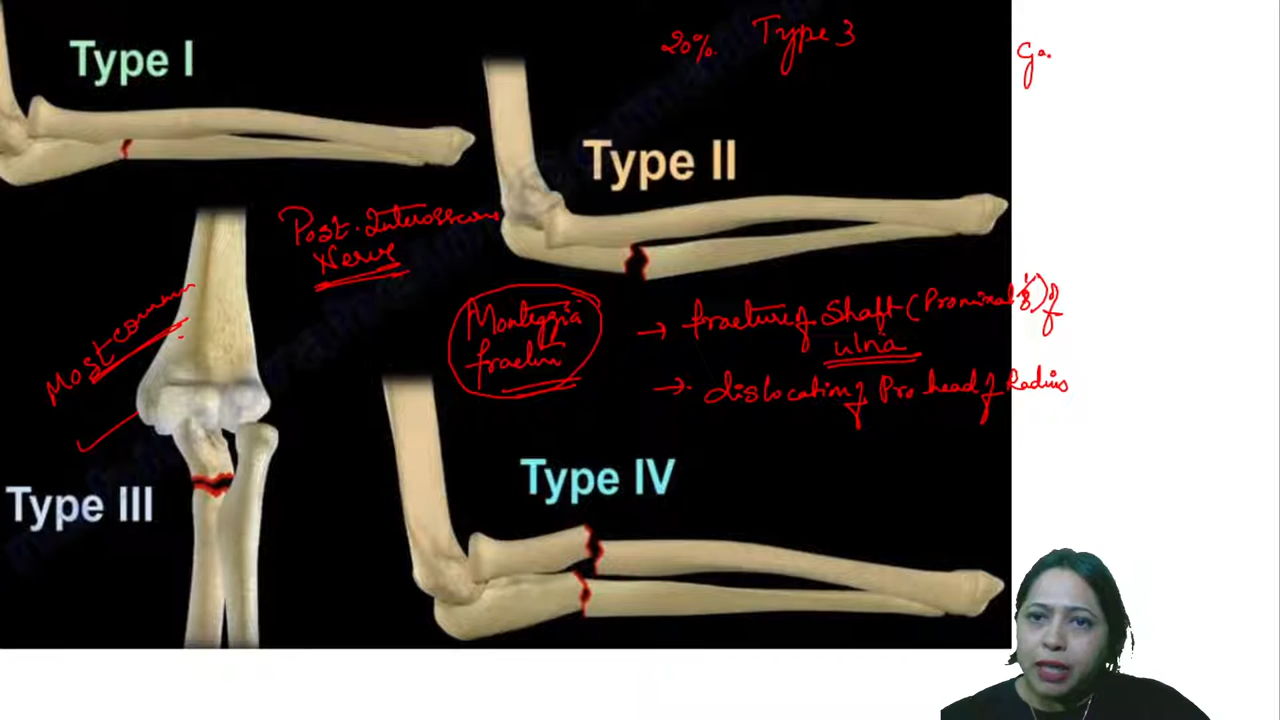 Type I
20%. Type 3
Ga.
Type II
Post. Interosseous
Nerve
Most common
Monteggia
fracture
→ fracture of Shaft (Proximal 1/3) of
ulna
→ dislocation of Pro head of Radius
Type III
Type IV